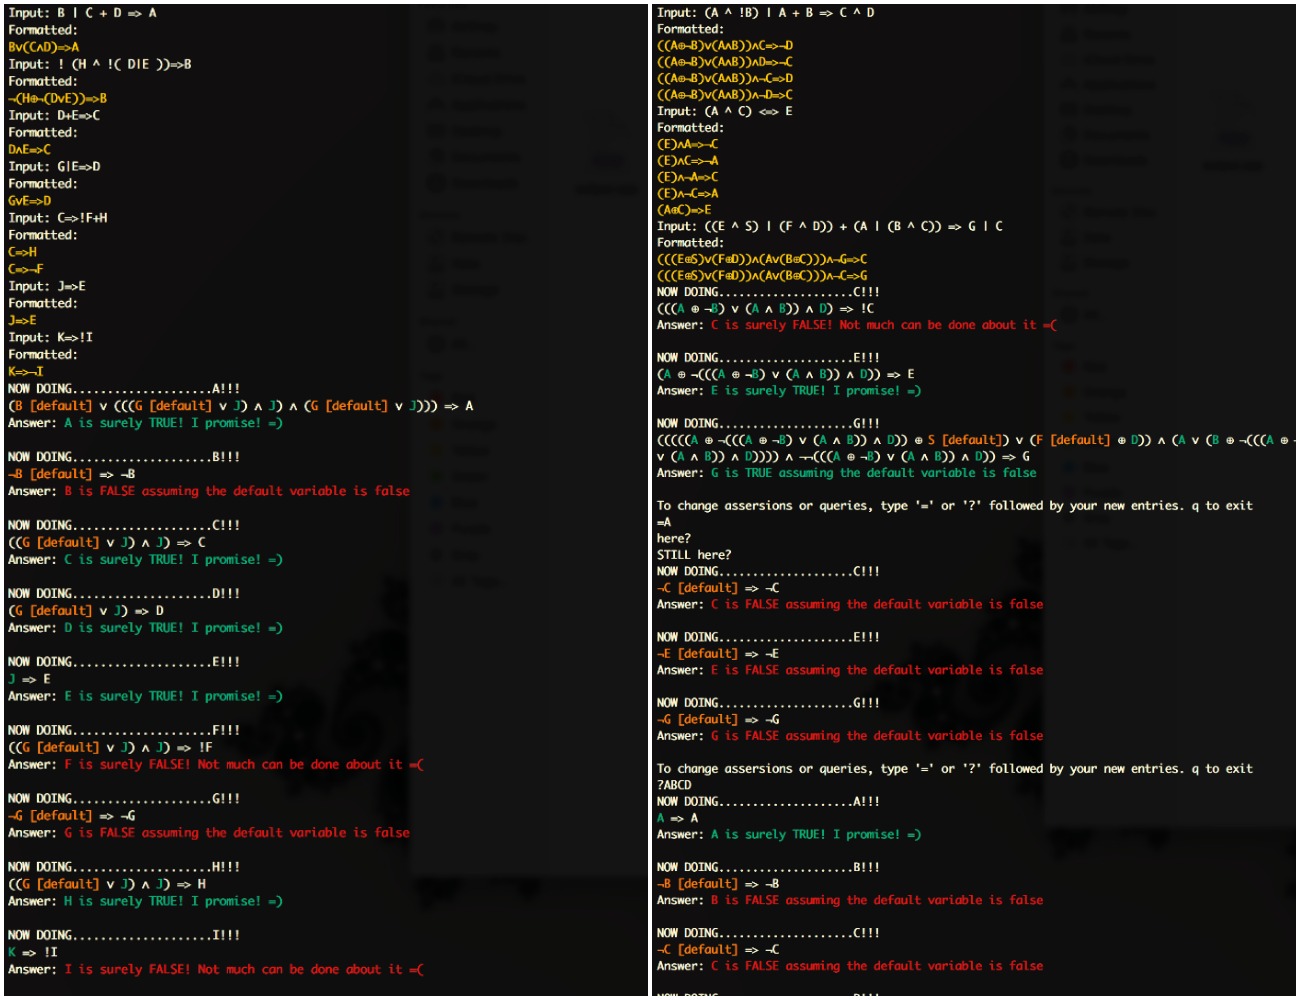 Input: B | C + D => A
Formatted:
B∨(C∧D)=>A
Input: ! (H ^ !( D|E ))=>B
Formatted:
¬(H⊕¬(D∨E))=>B
Input: D+E=>C
Formatted:
D∧E=>C
Input: G|E=>D
Formatted:
G∨E=>D
Input: C=>!F+H
Formatted:
C=>H
C=>¬F
Input: J=>E
Formatted:
J=>E
Input: K=>!I
Formatted:
K=>¬I
NOW DOING....................A!!!
(B [default] ∨ (((G [default] ∨ J) ∧ J) ∧ (G [default] ∨ J))) => A
Answer: A is surely TRUE! I promise! =)
NOW DOING....................B!!!
¬B [default] => ¬B
Answer: B is FALSE assuming the default variable is false
NOW DOING....................C!!!
((G [default] ∨ J) ∧ J) => C
Answer: C is surely TRUE! I promise! =)
NOW DOING....................D!!!
(G [default] ∨ J) => D
Answer: D is surely TRUE! I promise! =)
NOW DOING....................E!!!
J => E
Answer: E is surely TRUE! I promise! =)
NOW DOING....................F!!!
((G [default] ∨ J) ∧ J) => !F
Answer: F is surely FALSE! Not much can be done about it =(
NOW DOING....................G!!!
¬G [default] => ¬G
Answer: G is FALSE assuming the default variable is false
NOW DOING....................H!!!
((G [default] ∨ J) ∧ J) => H
Answer: H is surely TRUE! I promise! =)
NOW DOING....................I!!!
K => !I
Answer: I is surely FALSE! Not much can be done about it =(
Input: (A ^ !B) | A + B => C ^ D
Formatted:
((A⊕¬B)∨(A∧B))∧C=>¬D
((A⊕¬B)∨(A∧B))∧D=>¬C
((A⊕¬B)∨(A∧B))∧¬C=>D
((A⊕¬B)∨(A∧B))∧¬D=>C
Input: (A ^ C) <=> E
Formatted:
(E)∧A=>¬C
(E)∧C=>¬A
(E)∧¬A=>C
(E)∧¬C=>A
(A⊕C)=>E
Input: ((E ^ S) | (F ^ D)) + (A | (B ^ C)) => G | C
Formatted:
(((E⊕S)∨(F⊕D))∧(A∨(B⊕C)))∧¬G=>C
(((E⊕S)∨(F⊕D))∧(A∨(B⊕C)))∧¬C=>G
NOW DOING....................C!!!
(((A ⊕ ¬B) ∨ (A ∧ B)) ∧ D) => !C
Answer: C is surely FALSE! Not much can be done about it =(
NOW DOING....................E!!!
(A ⊕ ¬(((A ⊕ ¬B) ∨ (A ∧ B)) ∧ D)) => E
Answer: E is surely TRUE! I promise! =)
NOW DOING....................G!!!
(((((A ⊕ ¬(((A ⊕ ¬B) ∨ (A ∧ B)) ∧ D)) ⊕ S [default]) ∨ (F [default] ⊕ D)) ∧ (A ∨ (B ⊕ ¬(((A ⊕ ¬
∨ (A ∧ B)) ∧ D)))) ∧ ¬¬(((A ⊕ ¬B) ∨ (A ∧ B)) ∧ D)) => G
Answer: G is TRUE assuming the default variable is false
To change assertions or queries, type '=' or '?' followed by your new entries. q to exit
=A
here?
STILL here?
NOW DOING....................C!!!
¬C [default] => ¬C
Answer: C is FALSE assuming the default variable is false
NOW DOING....................E!!!
¬E [default] => ¬E
Answer: E is FALSE assuming the default variable is false
NOW DOING....................G!!!
¬G [default] => ¬G
Answer: G is FALSE assuming the default variable is false
To change assertions or queries, type '=' or '?' followed by your new entries. q to exit
?ABCD
NOW DOING....................A!!!
A => A
Answer: A is surely TRUE! I promise! =)
NOW DOING....................B!!!
¬B [default] => ¬B
Answer: B is FALSE assuming the default variable is false
NOW DOING....................C!!!
¬C [default] => ¬C
Answer: C is FALSE assuming the default variable is false